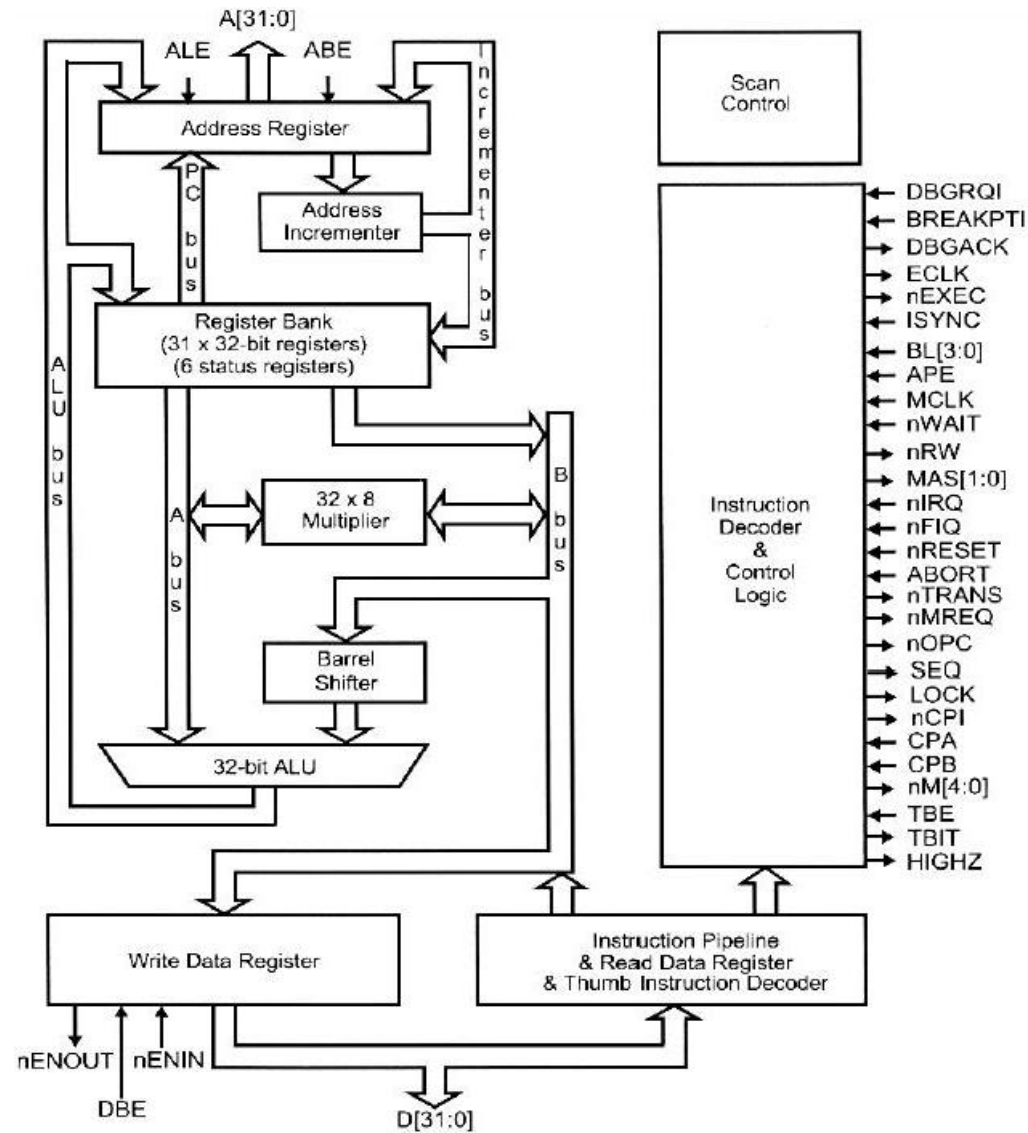 A[31:0]
ALE
ABE
Address Register
Incrementer bus
PC bus
Address
Incrementer
Register Bank
(31 x 32-bit registers)
(6 status registers)
ALU bus
A bus
32 x 8
Multiplier
B bus
Barrel
Shifter
32-bit ALU
Write Data Register
nENOUT
nENIN
DBE
D[31:0]
Instruction Pipeline
& Read Data Register
& Thumb Instruction Decoder
Scan
Control
Instruction
Decoder
&
Control
Logic
DBGRQI
BREAKPTI
DBGACK
ECLK
nEXEC
ISYNC
BL[3:0]
APE
MCLK
nWAIT
nRW
MAS[1:0]
nIRQ
nFIQ
nRESET
ABORT
nTRANS
nMREQ
nOPC
SEQ
LOCK
nCPI
CPA
CPB
nM[4:0]
TBE
TBIT
HIGHZ